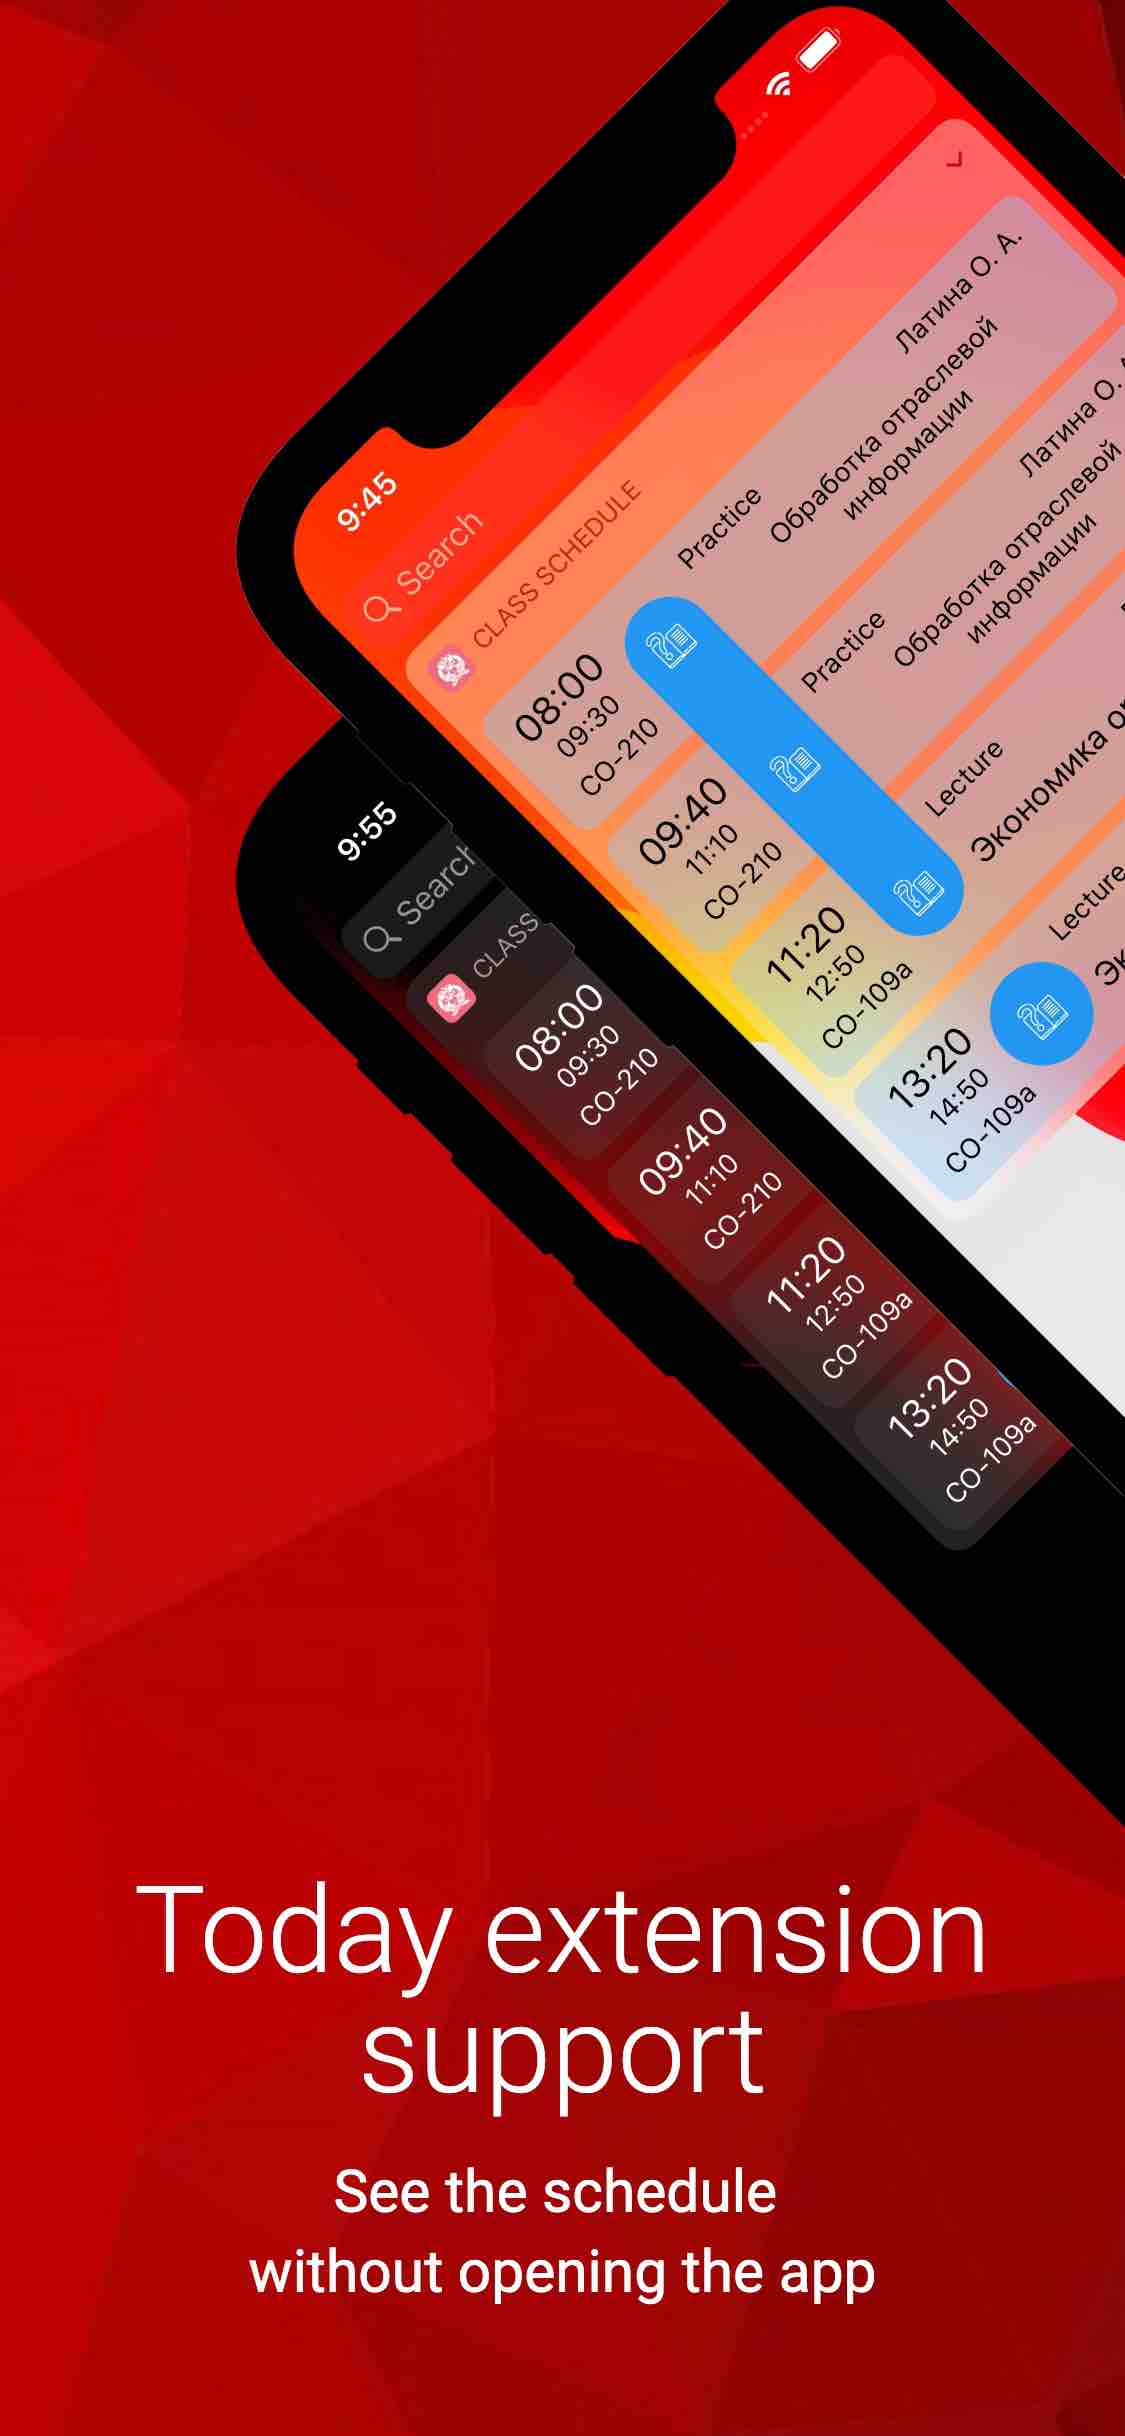 9:45
Search
CLASS SCHEDULE
08:00
09:30
CO-210
Practice
Латина О. А.
Обработка отраслевой
информации
09:40
11:10
CO-210
Practice
Латина О.
Обработка отраслевой
информации
11:20
12:50
CO-109a
Lecture
Экономика
13:20
14:50
CO-109a
Lecture
9:55
Search
CLASS
08:00
09:30
CO-210
09:40
11:10
CO-210
11:20
12:50
CO-109a
13:20
14:50
CO-109a
Today extension
support
See the schedule
without opening the app